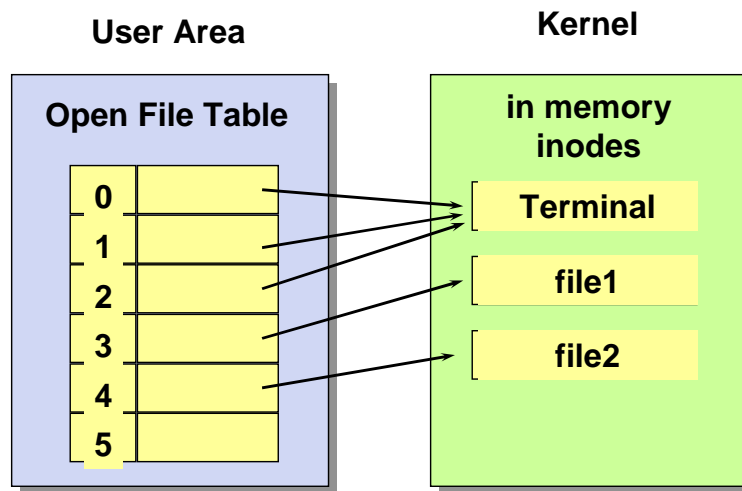 User Area
Kernel
Open File Table
0
1
2
3
4
5
in memory
inodes
Terminal
file1
file2